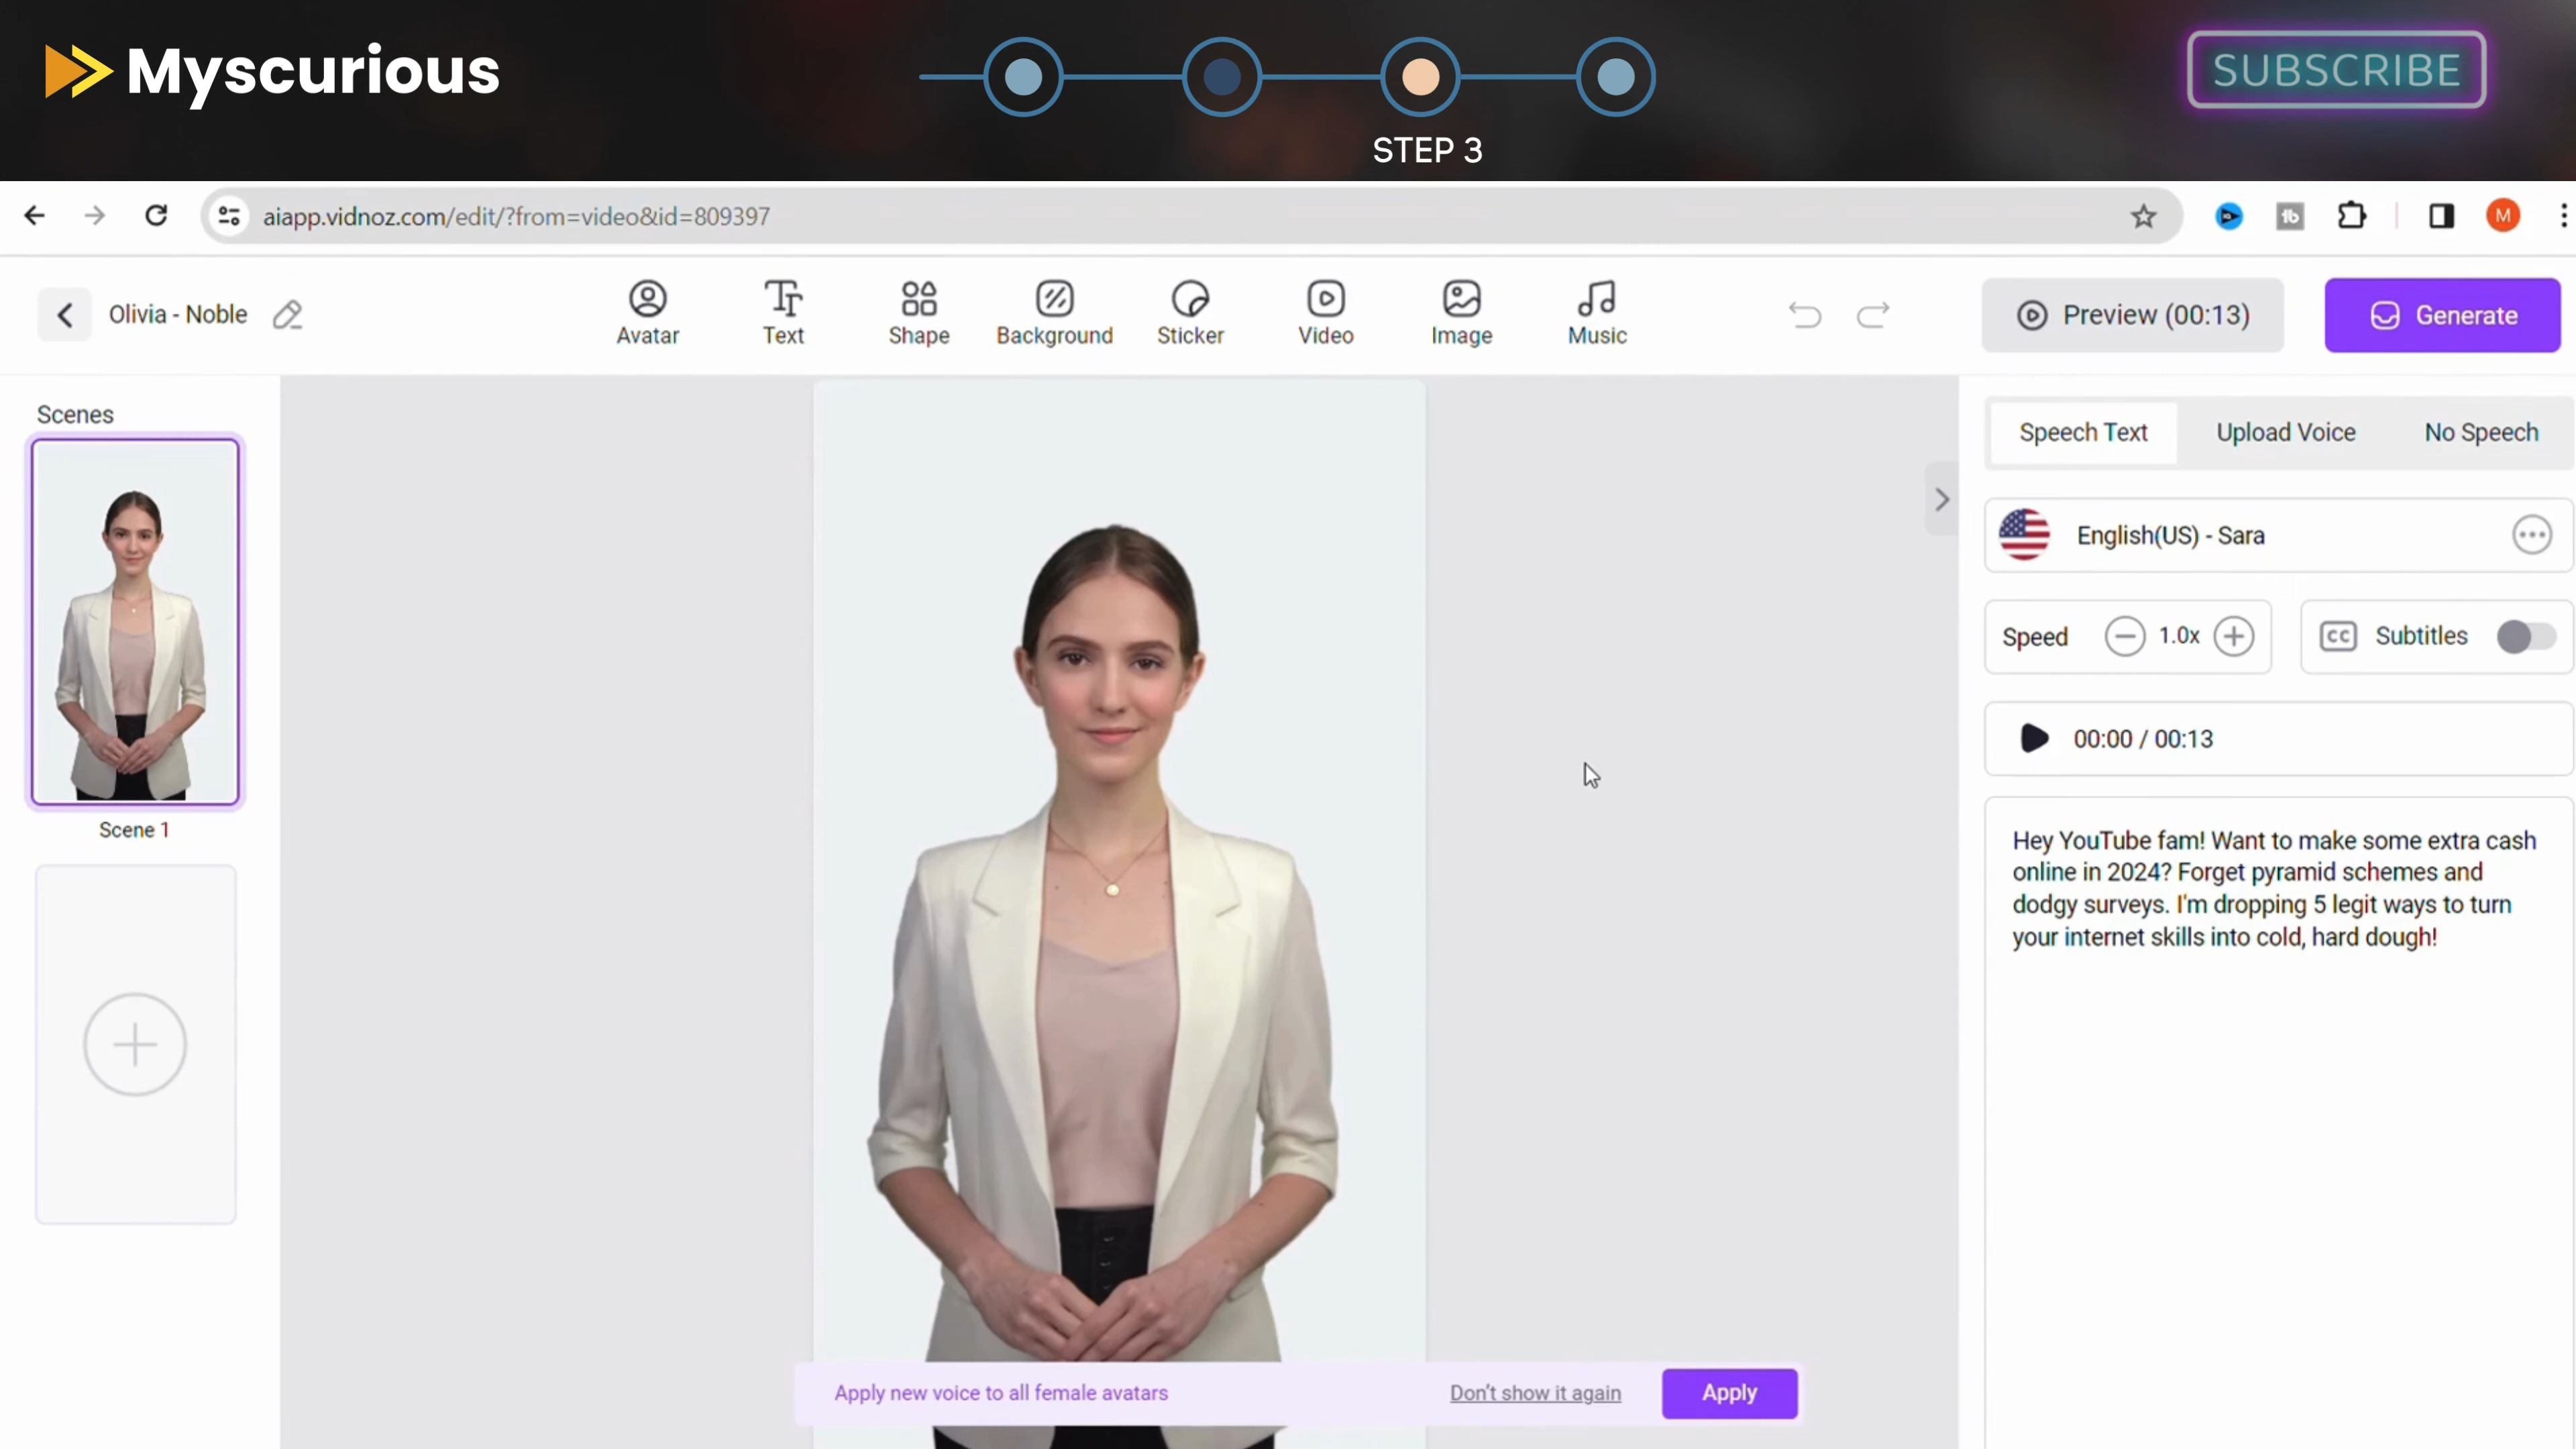 Myscurious
STEP 3
SUBSCRIBE
aiapp.vidnoz.com/edit/?from=video&id=809397
tb
M
Olivia - Noble
Avatar
Text
Shape
Background
Sticker
Video
Image
Music
Preview (00:13)
Generate
Scenes
Scene 1
Speech Text
Upload Voice
No Speech
English(US) - Sara
Speed
1.0x
CC
Subtitles
00:00 / 00:13
Hey YouTube fam! Want to make some extra cash
online in 2024? Forget pyramid schemes and
dodgy surveys. I'm dropping 5 legit ways to turn
your internet skills into cold, hard dough!
Apply new voice to all female avatars
Don't show it again
Apply